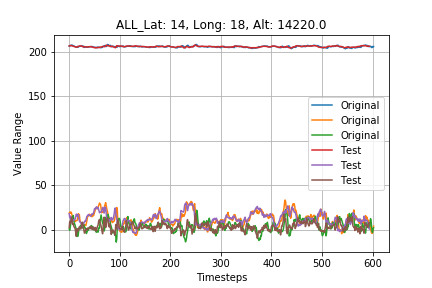 ALL_Lat: 14, Long: 18, Alt: 14220.0
200
150
100
50
0
Value Range
Original
Original
Original
Test
Test
Test
0 100 200 300 400 500 600
Timesteps